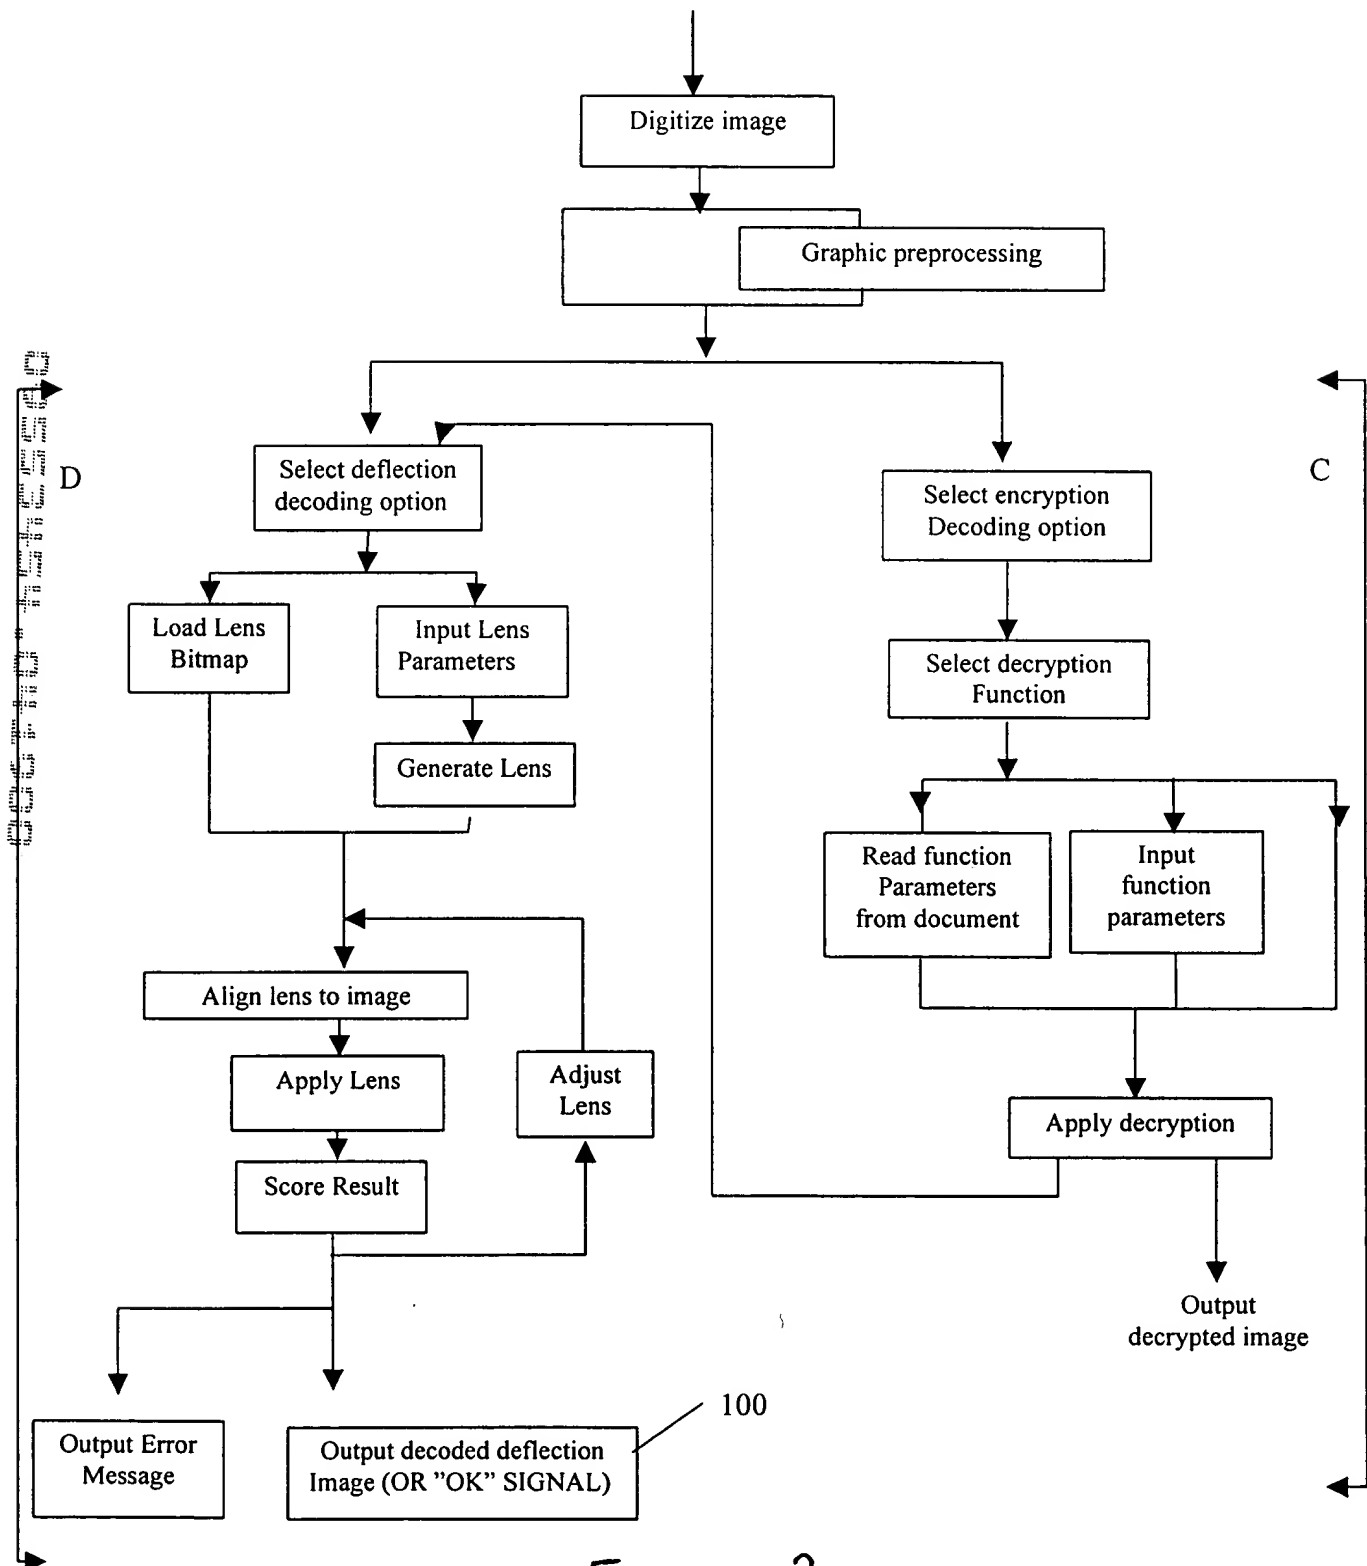 Digitize image
Graphic preprocessing
D
C
Select deflection
decoding option
Select encryption
Decoding option
Load Lens
Bitmap
Input Lens
Parameters
Select decryption
Function
Generate Lens
Read function
Parameters
from document
Input
function
parameters
Align lens to image
Apply Lens
Adjust
Lens
Apply decryption
Score Result
Output
decrypted image
100
Output Error
Message
Output decoded deflection
Image (OR "OK" SIGNAL)